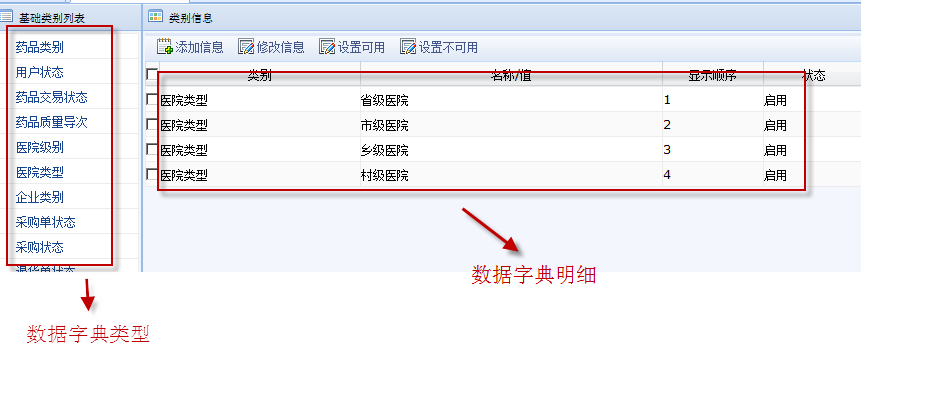 基础类别列表
药品类别
用户状态
药品交易状态
药品质量导次
医院级别
医院类型
企业类别
采购单状态
采购状态
退货单状态
类别信息
添加信息 修改信息 设置可用 设置不可用
类别 名称/值 显示顺序 状态
医院类型 省级医院 1 启用
医院类型 市级医院 2 启用
医院类型 乡级医院 3 启用
医院类型 村级医院 4 启用
数据字典明细
数据字典类型